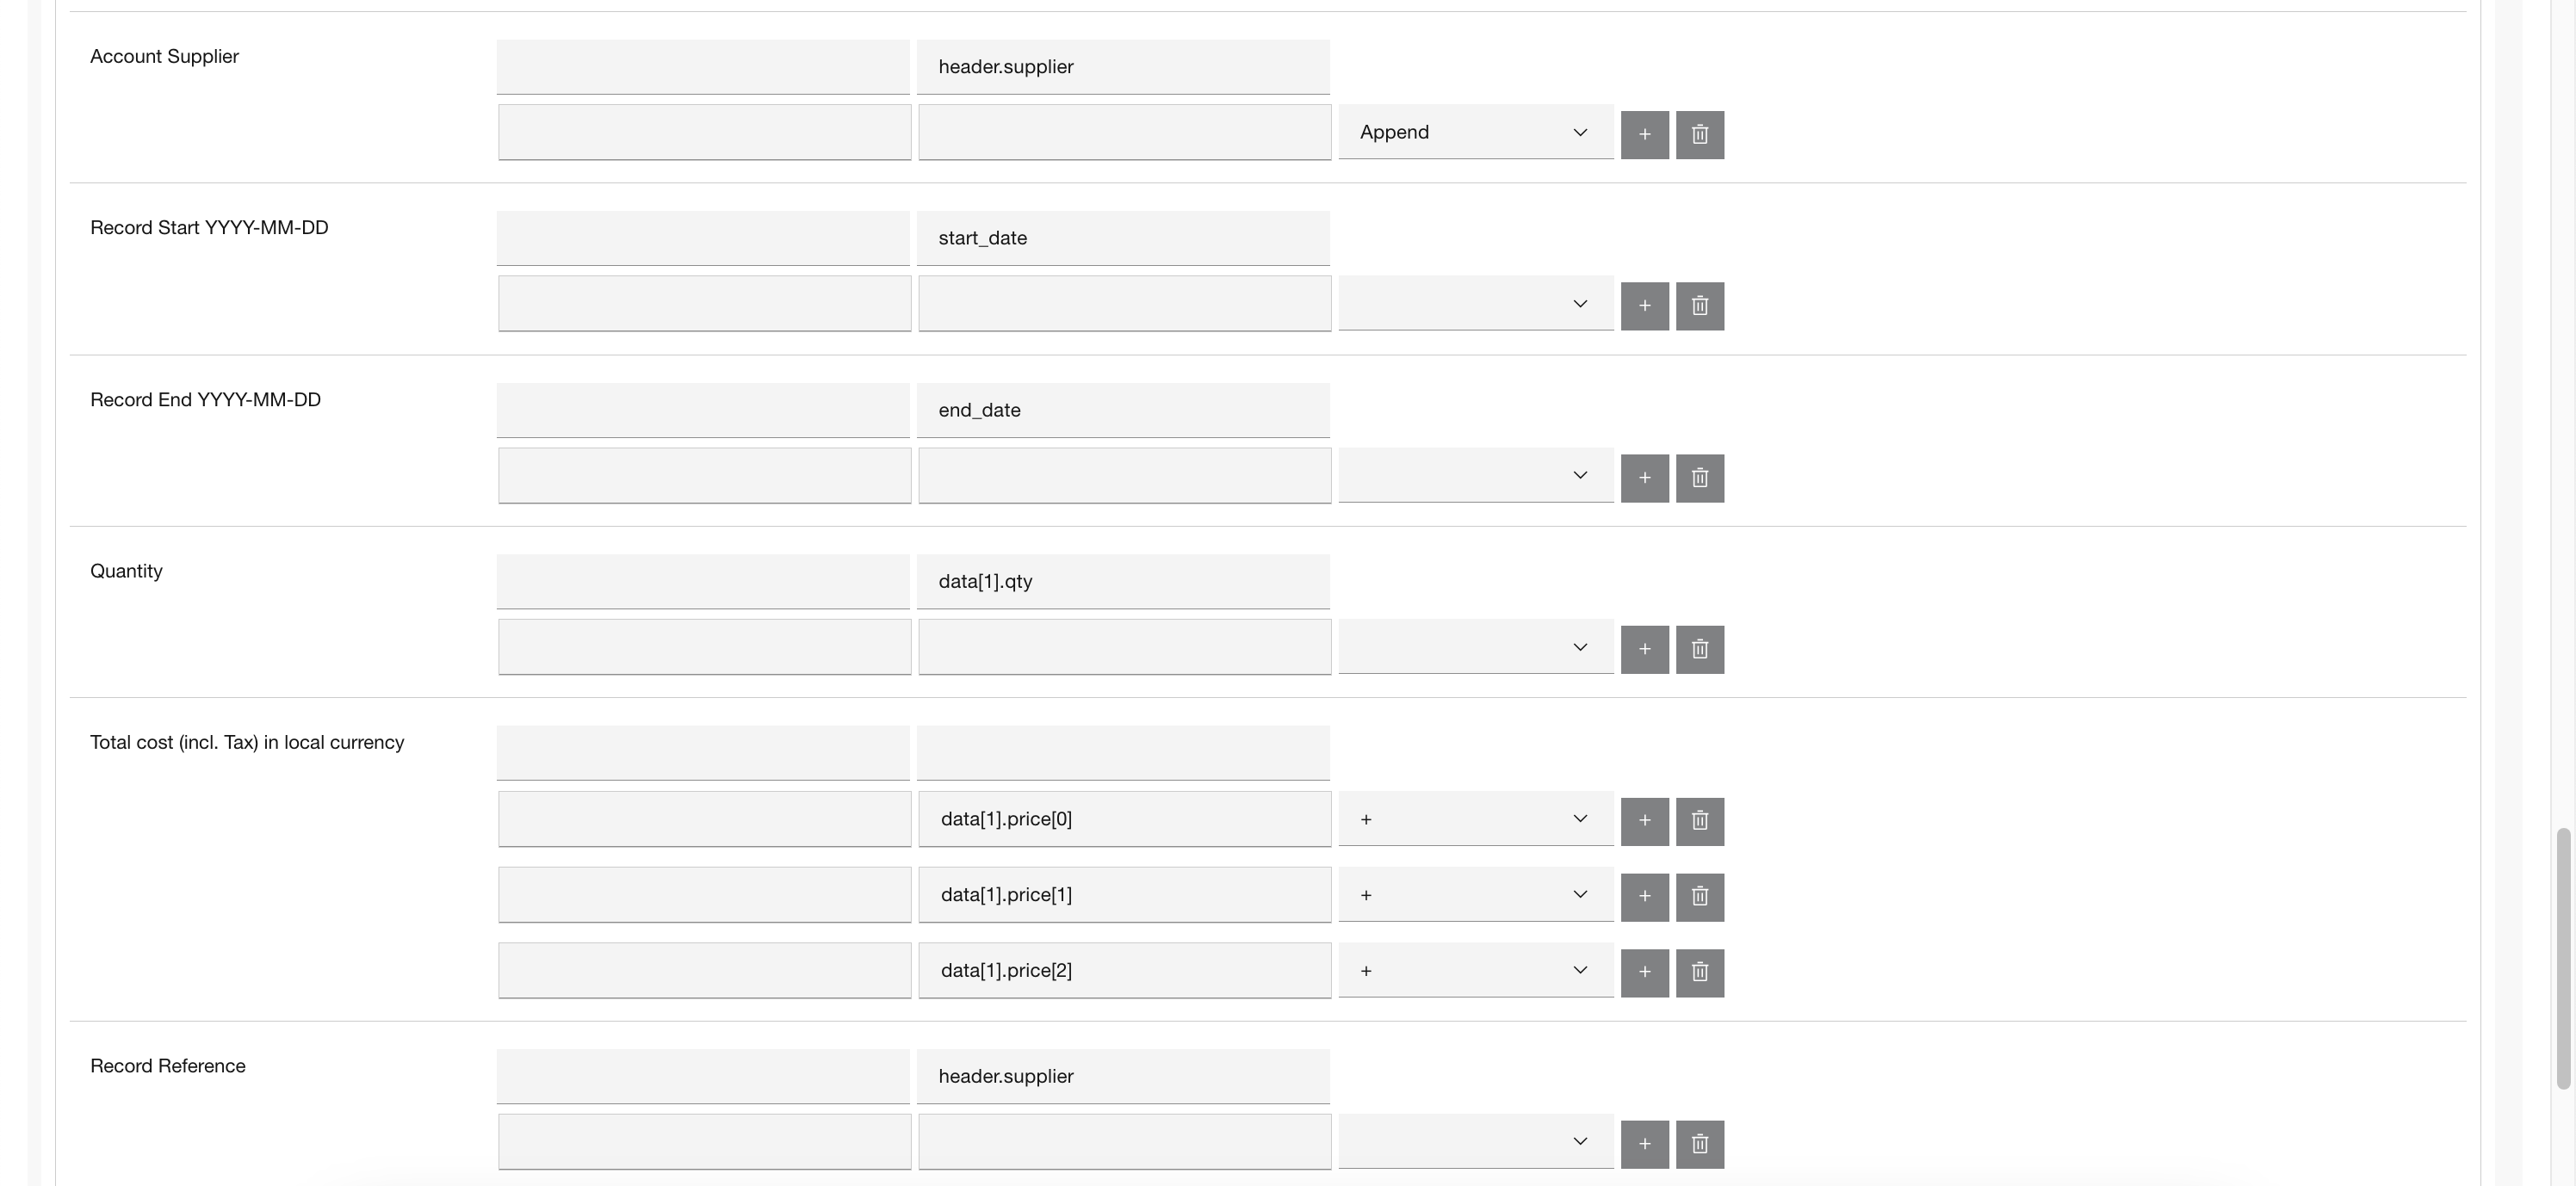 Account Supplier
header.supplier
Append
+
Record Start YYYY-MM-DD
start_date
+
Record End YYYY-MM-DD
end_date
+
Quantity
data[1].qty
+
Total cost (incl. Tax) in local currency
data[1].price[0] + +
data[1].price[1] + +
data[1].price[2] + +
Record Reference
header.supplier
+